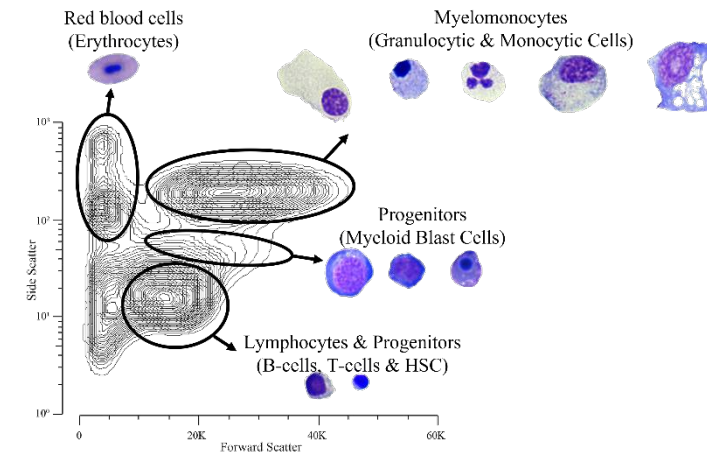 Red blood cells
(Erythrocytes)
Myelomonocytes
(Granulocytic & Monocytic Cells)
Progenitors
(Mycloid Blast Cells)
Lymphocytes & Progenitors
(B-cells, T-cells & HSC)
Side Scatter
10³
10²
10¹
10⁰
0
20K
40K
60K
Forward Scatter